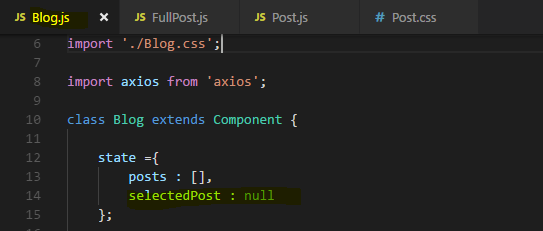 JS Blog.js × JS FullPost.js JS Post.js # Post.css
6 import './Blog.css';
7
8 import axios from 'axios';
9
10 class Blog extends Component {
11
12 state ={
13 posts : [],
14 selectedPost : null
15 };